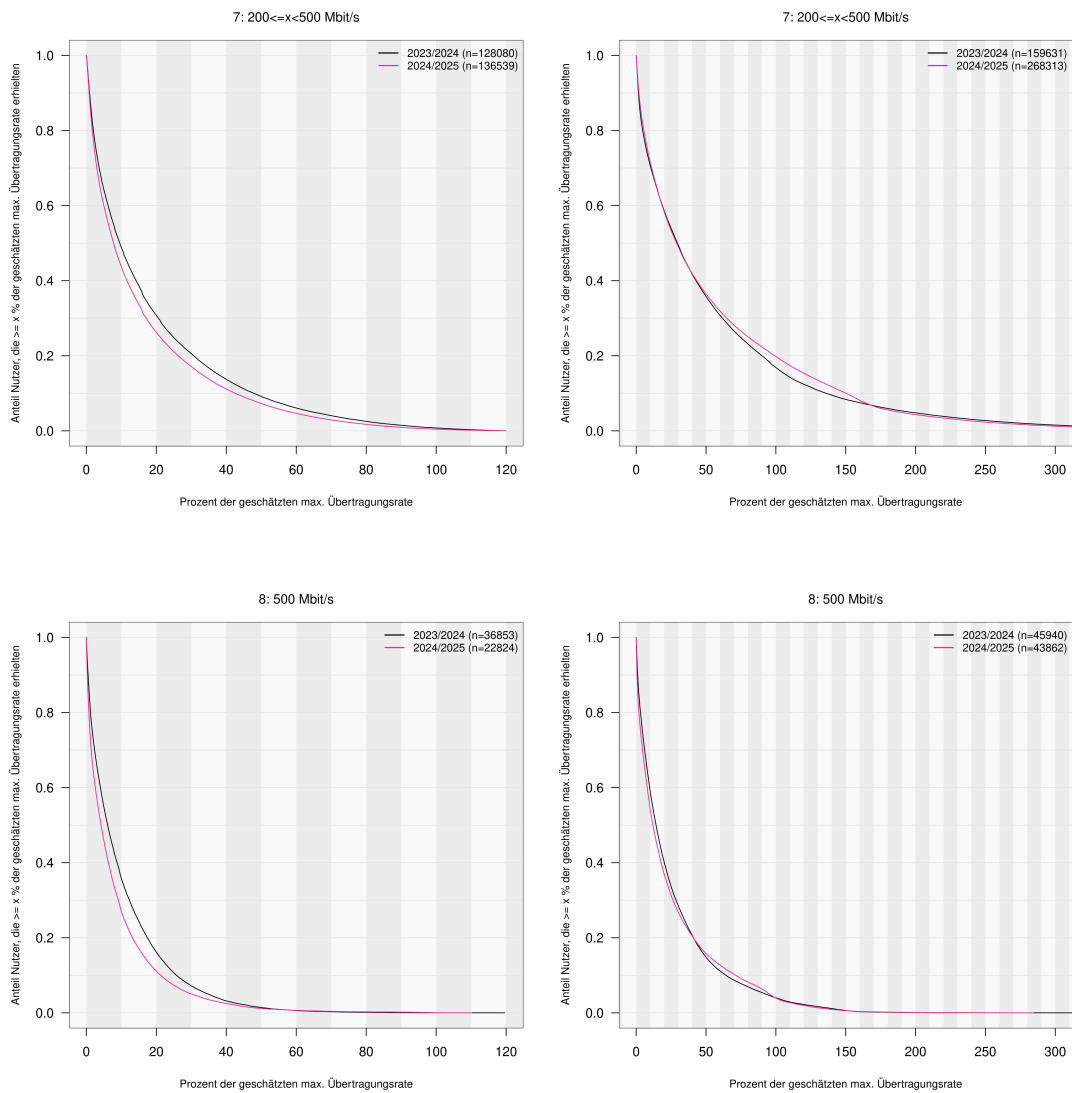 7: 200<=x<500 Mbit/s
Anteil Nutzer, die >= x % der geschätzten max. Übertragungsrate erhielten
1.0
0.8
0.6
0.4
0.2
0.0
2023/2024 (n=128080)
2024/2025 (n=136539)
0 20 40 60 80 100 120
Prozent der geschätzten max. Übertragungsrate
7: 200<=x<500 Mbit/s
Anteil Nutzer, die >= x % der geschätzten max. Übertragungsrate erhielten
1.0
0.8
0.6
0.4
0.2
0.0
2023/2024 (n=159631)
2024/2025 (n=268313)
0 50 100 150 200 250 300
Prozent der geschätzten max. Übertragungsrate
8: 500 Mbit/s
Anteil Nutzer, die >= x % der geschätzten max. Übertragungsrate erhielten
1.0
0.8
0.6
0.4
0.2
0.0
2023/2024 (n=36853)
2024/2025 (n=22824)
0 20 40 60 80 100 120
Prozent der geschätzten max. Übertragungsrate
8: 500 Mbit/s
Anteil Nutzer, die >= x % der geschätzten max. Übertragungsrate erhielten
1.0
0.8
0.6
0.4
0.2
0.0
2023/2024 (n=45940)
2024/2025 (n=43862)
0 50 100 150 200 250 300
Prozent der geschätzten max. Übertragungsrate